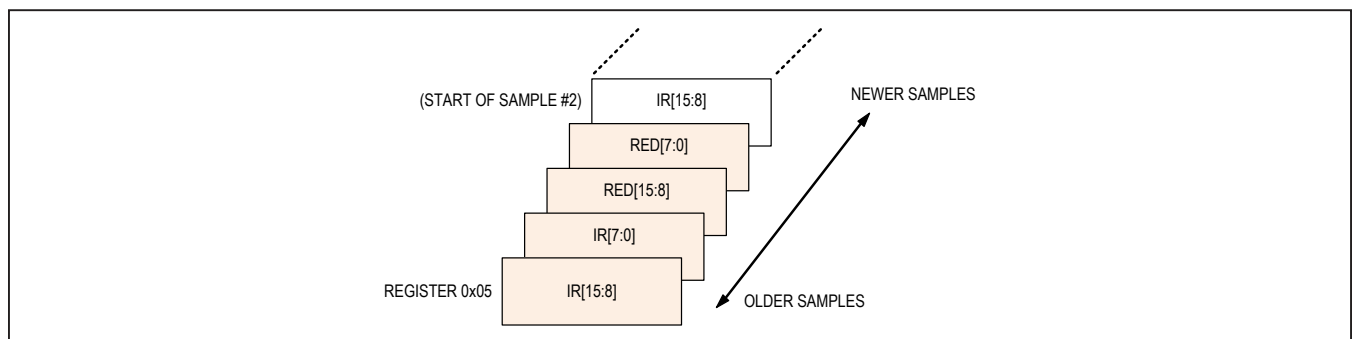 (START OF SAMPLE #2)
IR[15:8]
NEWER SAMPLES
RED[7:0]
RED[15:8]
IR[7:0]
REGISTER 0x05
IR[15:8]
OLDER SAMPLES